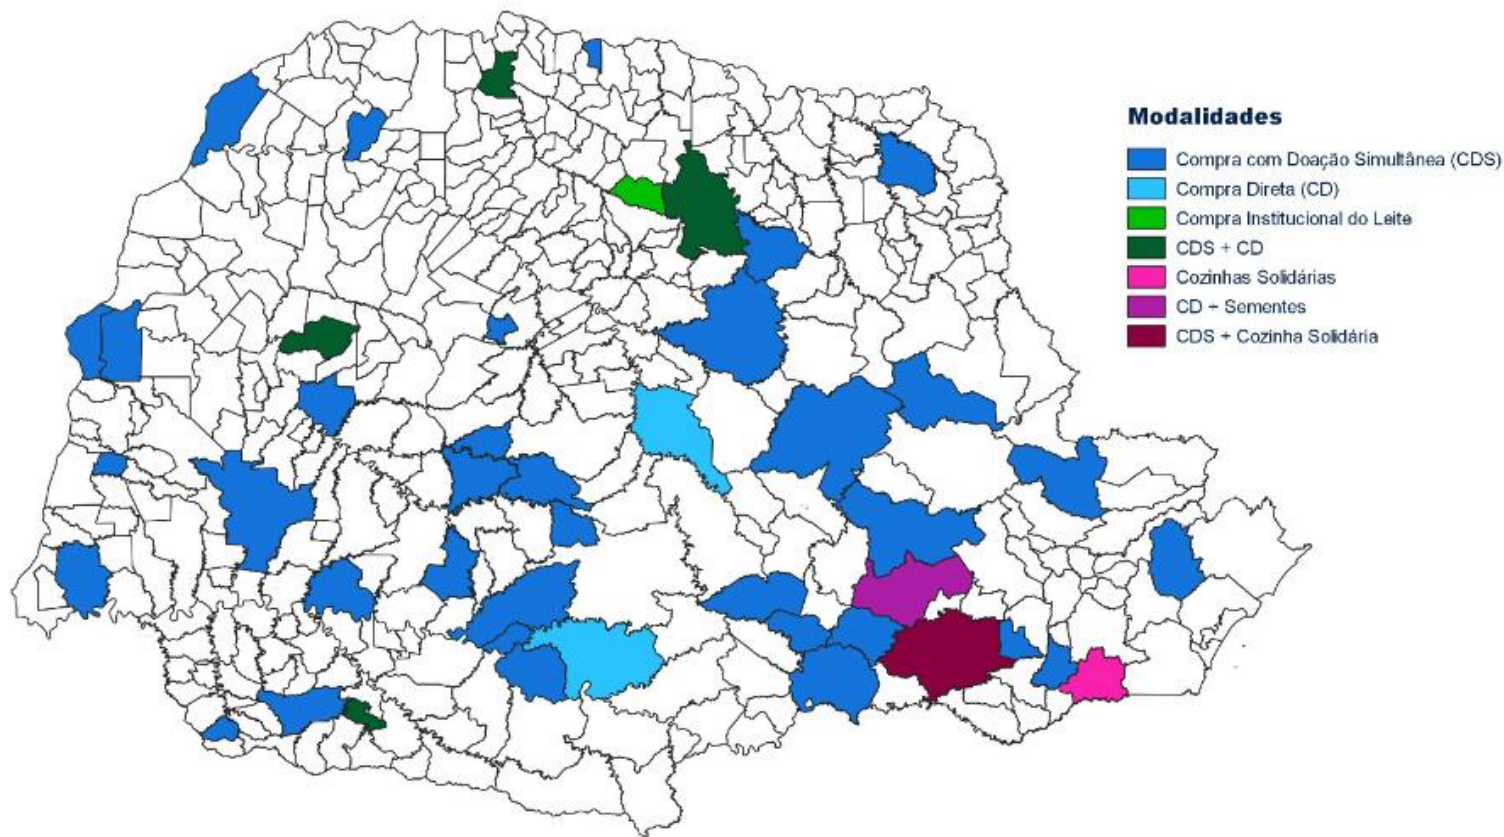 Modalidades
Compra com Doação Simultânea (CDS)
Compra Direta (CD)
Compra Institucional do Leite
CDS + CD
Cozinhas Solidárias
CD + Sementes
CDS + Cozinha Solidária